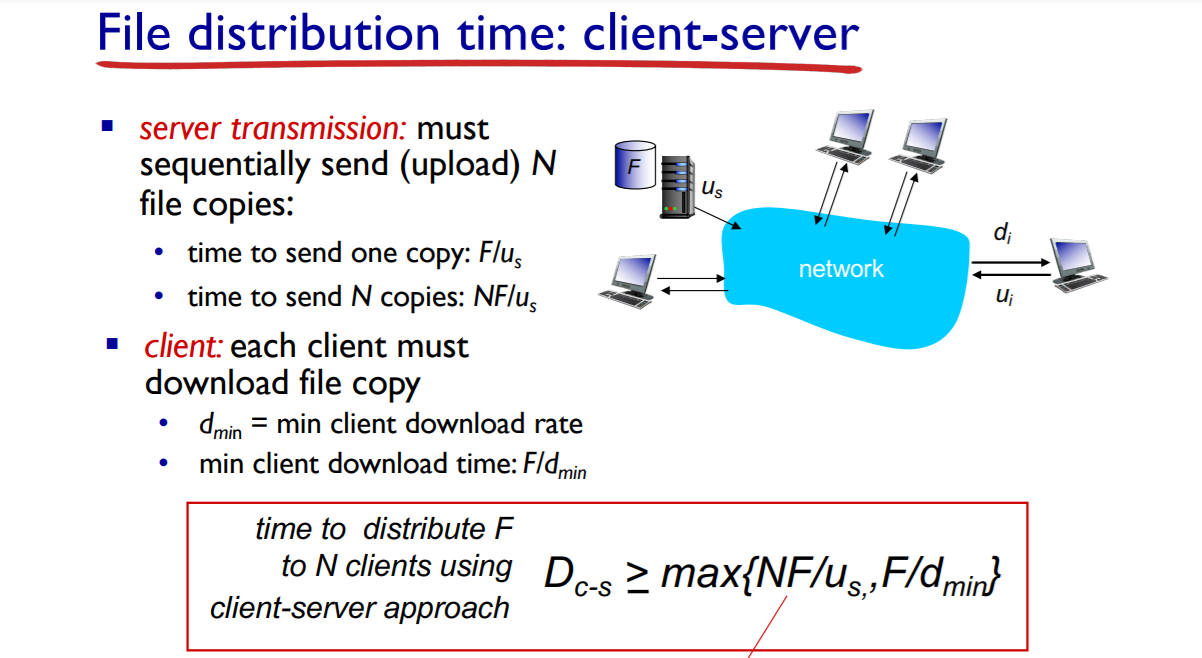 File distribution time: client-server
▪ server transmission: must
sequentially send (upload) N
file copies:
• time to send one copy: F/us
• time to send N copies: NF/us
▪ client: each client must
download file copy
• dmin = min client download rate
• min client download time: F/dmin
F
us
network
di
ui
time to distribute F
to N clients using
client-server approach
Dc-s ≥ max{NF/us,,F/dmin}